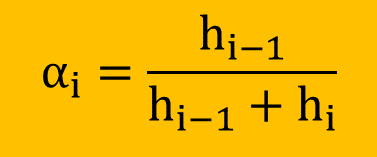 αᵢ = hᵢ₋₁ / (hᵢ₋₁ + hᵢ)